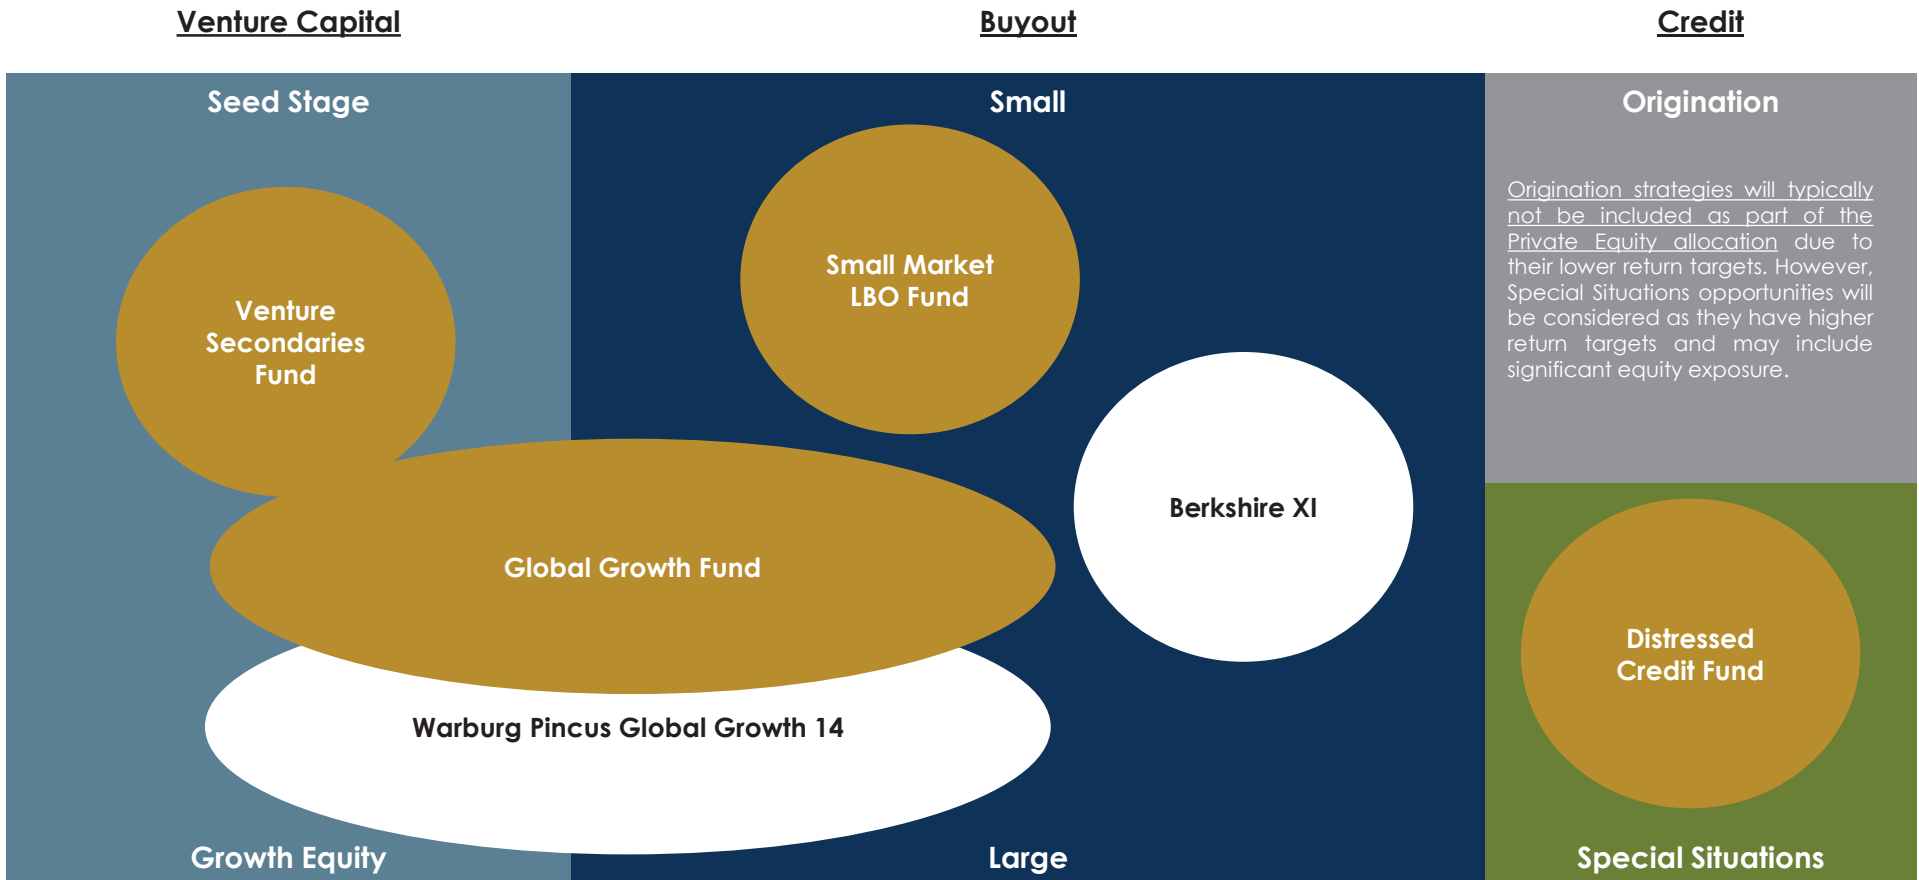 Venture Capital
Buyout
Credit
Seed Stage
Small
Origination
Origination strategies will typically
not be included as part of the
Private Equity allocation due to
their lower return targets. However,
Special Situations opportunities will
be considered as they have higher
return targets and may include
significant equity exposure.
Small Market
LBO Fund
Venture
Secondaries
Fund
Berkshire XI
Global Growth Fund
Distressed
Credit Fund
Warburg Pincus Global Growth 14
Growth Equity
Large
Special Situations